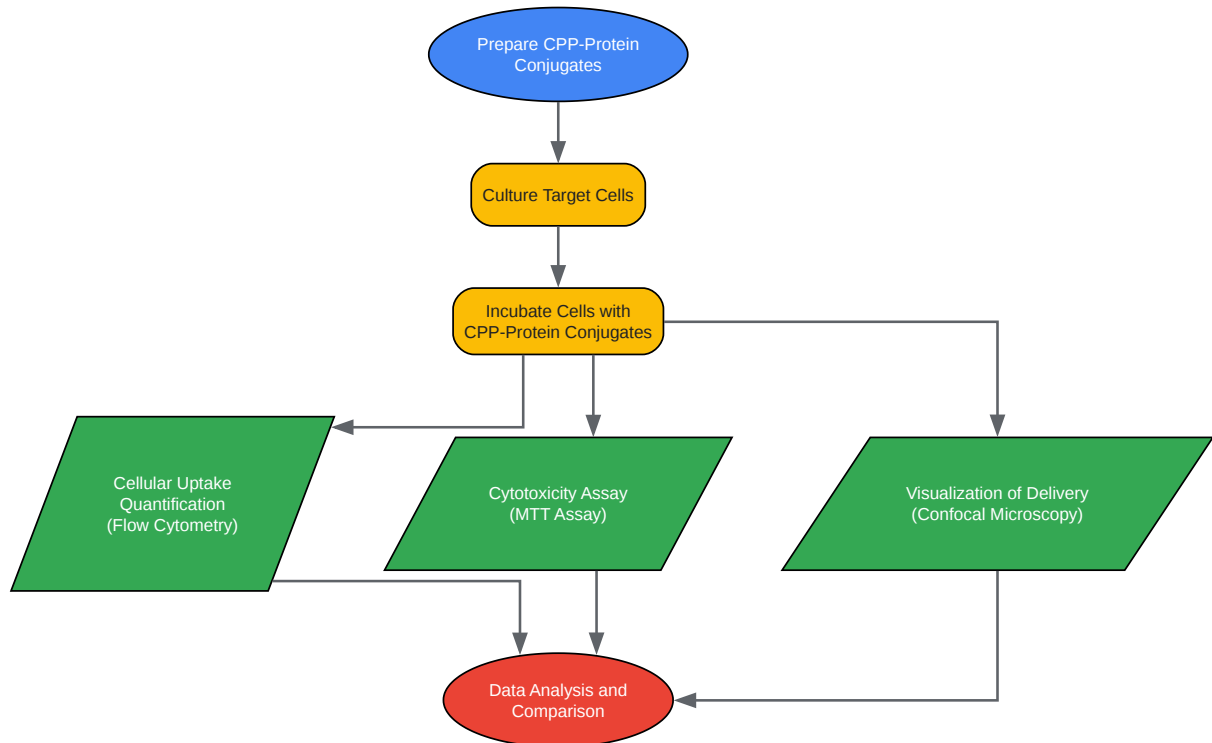 Prepare CPP-Protein
Conjugates
Culture Target Cells
Incubate Cells with
CPP-Protein Conjugates
Cellular Uptake
Quantification
(Flow Cytometry)
Cytotoxicity Assay
(MTT Assay)
Visualization of Delivery
(Confocal Microscopy)
Data Analysis and
Comparison